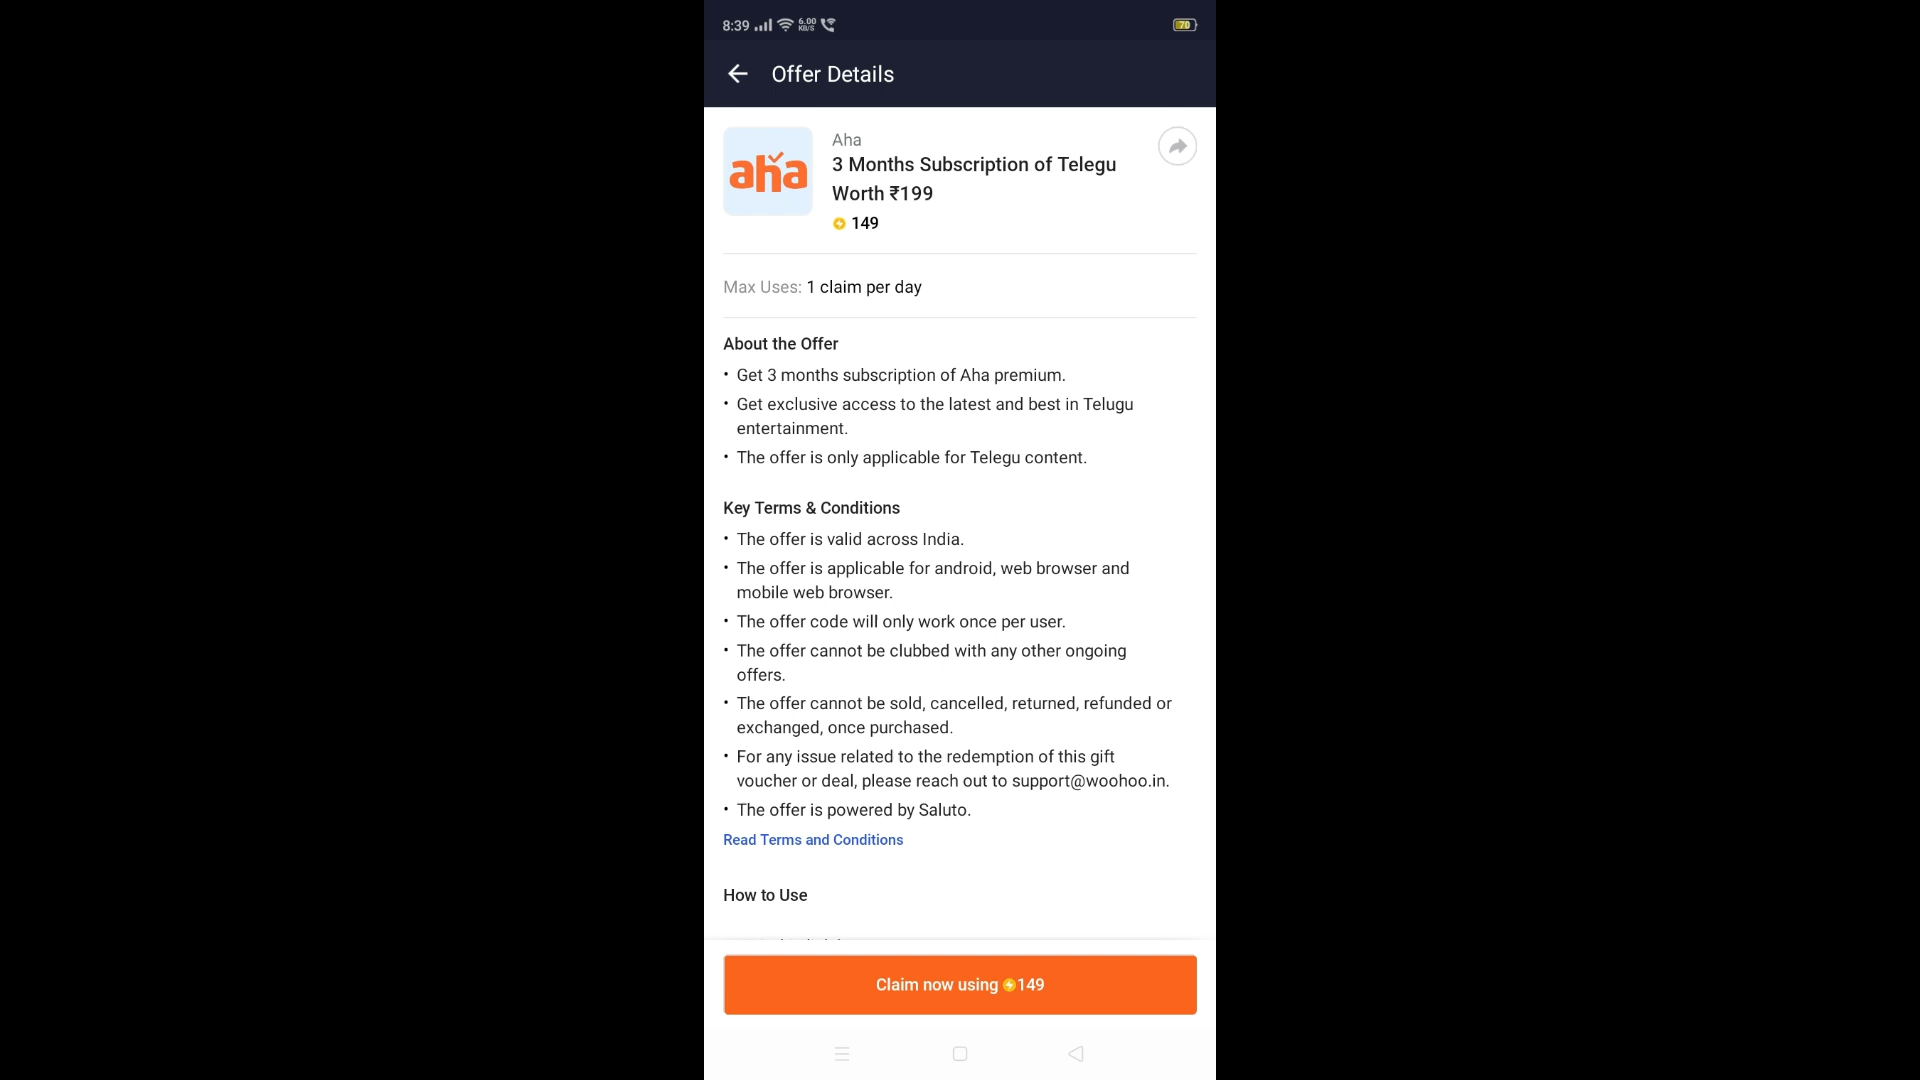 8:39 6.00 KB/S 70
Offer Details
aha
Aha
3 Months Subscription of Telegu
Worth ₹199
149
Max Uses: 1 claim per day
About the Offer
• Get 3 months subscription of Aha premium.
• Get exclusive access to the latest and best in Telugu
entertainment.
• The offer is only applicable for Telegu content.
Key Terms & Conditions
• The offer is valid across India.
• The offer is applicable for android, web browser and
mobile web browser.
• The offer code will only work once per user.
• The offer cannot be clubbed with any other ongoing
offers.
• The offer cannot be sold, cancelled, returned, refunded or
exchanged, once purchased.
• For any issue related to the redemption of this gift
voucher or deal, please reach out to support@woohoo.in.
• The offer is powered by Saluto.
Read Terms and Conditions
How to Use
Claim now using 149